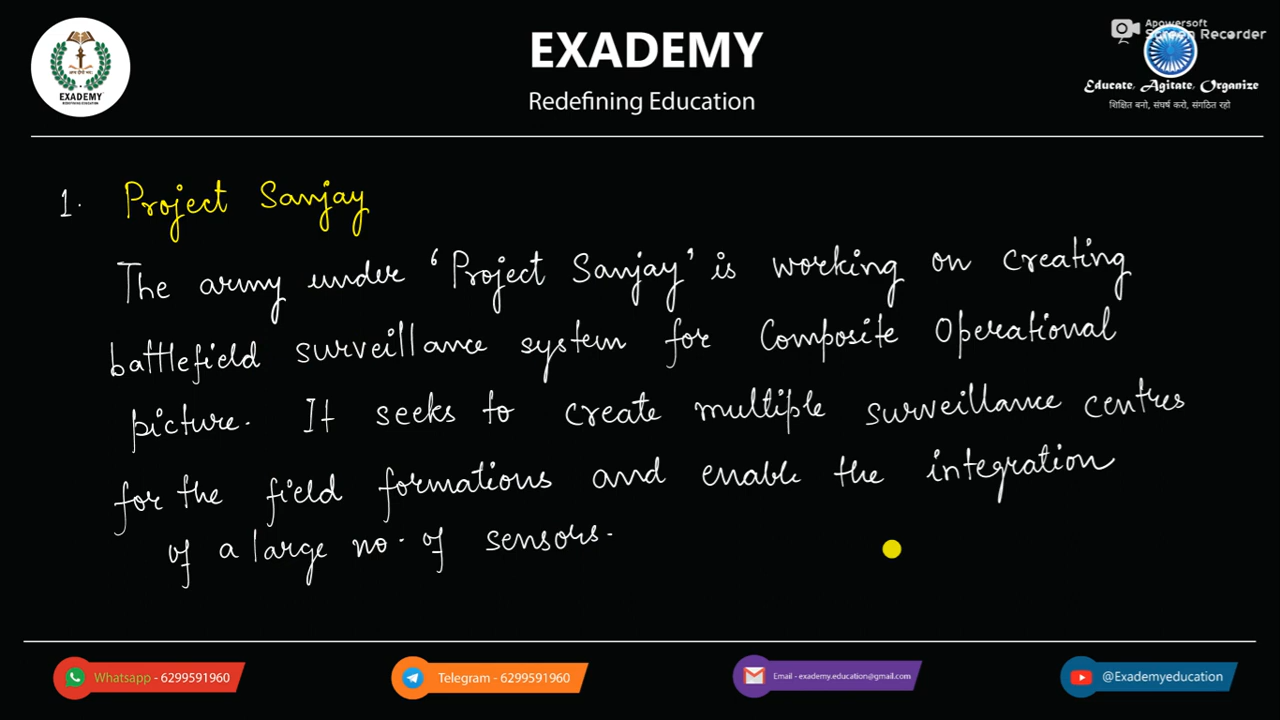 EXADEMY
Redefining Education
EXADEMY
REDEFINING EDUCATION
Apowersoft
Screen Recorder
Educate, Agitate, Organize
शिक्षित बनो, संघर्ष करो, संगठित रहो
1. Project Sanjay
The army under 'Project Sanjay' is working on creating
battlefield surveillance system for Composite Operational
picture. It seeks to create multiple surveillance centres
for the field formations and enable the integration
of a large no. of sensors.
Whatsapp - 6299591960
Telegram - 6299591960
Email - exademy.education@gmail.com
@Exademyeducation